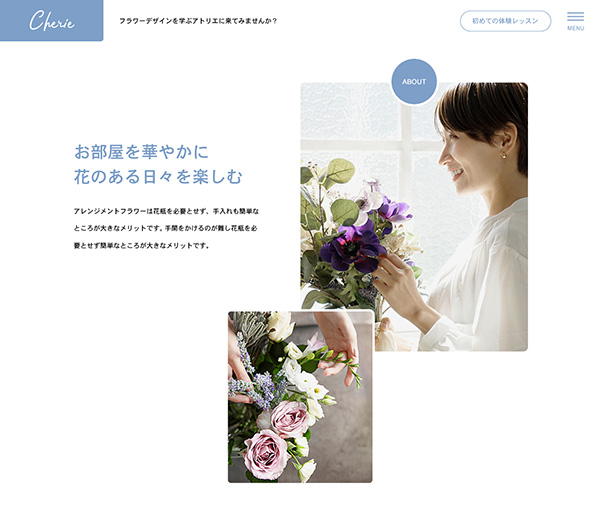 Cherie
フラワーデザインを学ぶアトリエに来てみませんか？
初めての体験レッスン
MENU
ABOUT
お部屋を華やかに
花のある日々を楽しむ
アレンジメントフラワーは花瓶を必要とせず、手入れも簡単な
ところが大きなメリットです。手間をかけるのが難し花瓶を必
要とせず簡単なところが大きなメリットです。